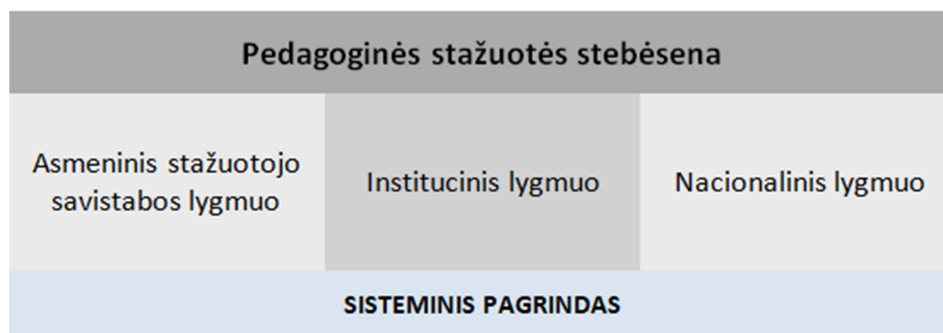 Pedagoginės stažuotės stebėsena
Asmeninis stažuotojo
savistabos lygmuo
Institucinis lygmuo
Nacionalinis lygmuo
SISTEMINIS PAGRINDAS